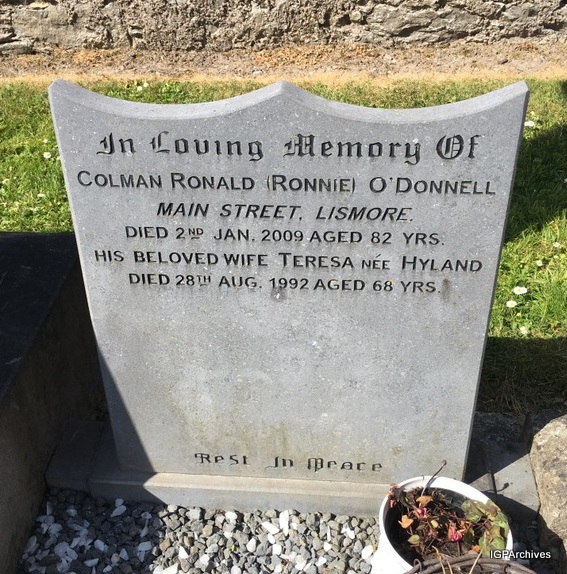 In Loving Memory Of
COLMAN RONALD (RONNIE) O'DONNELL
MAIN STREET, LISMORE.
DIED 2ND JAN. 2009 AGED 82 YRS.
HIS BELOVED WIFE TERESA NÉE HYLAND
DIED 28TH AUG. 1992 AGED 68 YRS.
Rest In Peace
IGPArchives